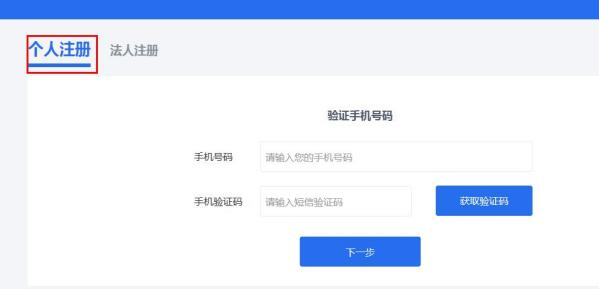 个人注册 法人注册
验证手机号码
手机号码 请输入您的手机号码
手机验证码 请输入短信验证码 获取验证码
下一步